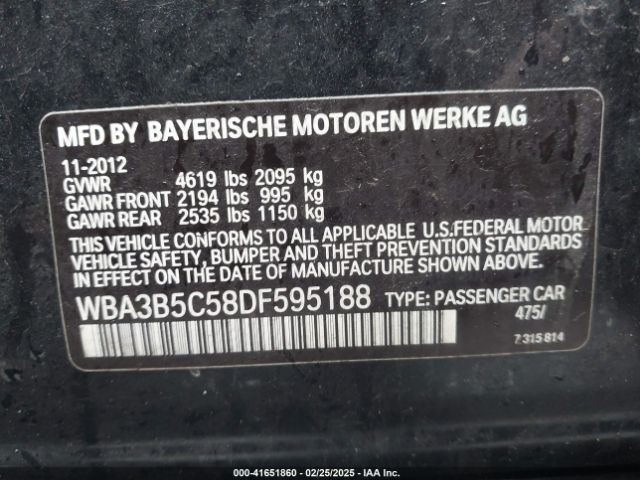 MFD BY BAYERISCHE MOTOREN WERKE AG
11-2012
GVWR 4619 lbs 2095 kg
GAWR FRONT 2194 lbs 995 kg
GAWR REAR 2535 lbs 1150 kg
THIS VEHICLE CONFORMS TO ALL APPLICABLE U.S.FEDERAL MOTOR
VEHICLE SAFETY, BUMPER AND THEFT PREVENTION STANDARDS
IN EFFECT ON THE DATE OF MANUFACTURE SHOWN ABOVE.
WBA3B5C58DF595188 TYPE: PASSENGER CAR
475/
7 315 814
000-41651860 - 02/25/2025 - IAA Inc.